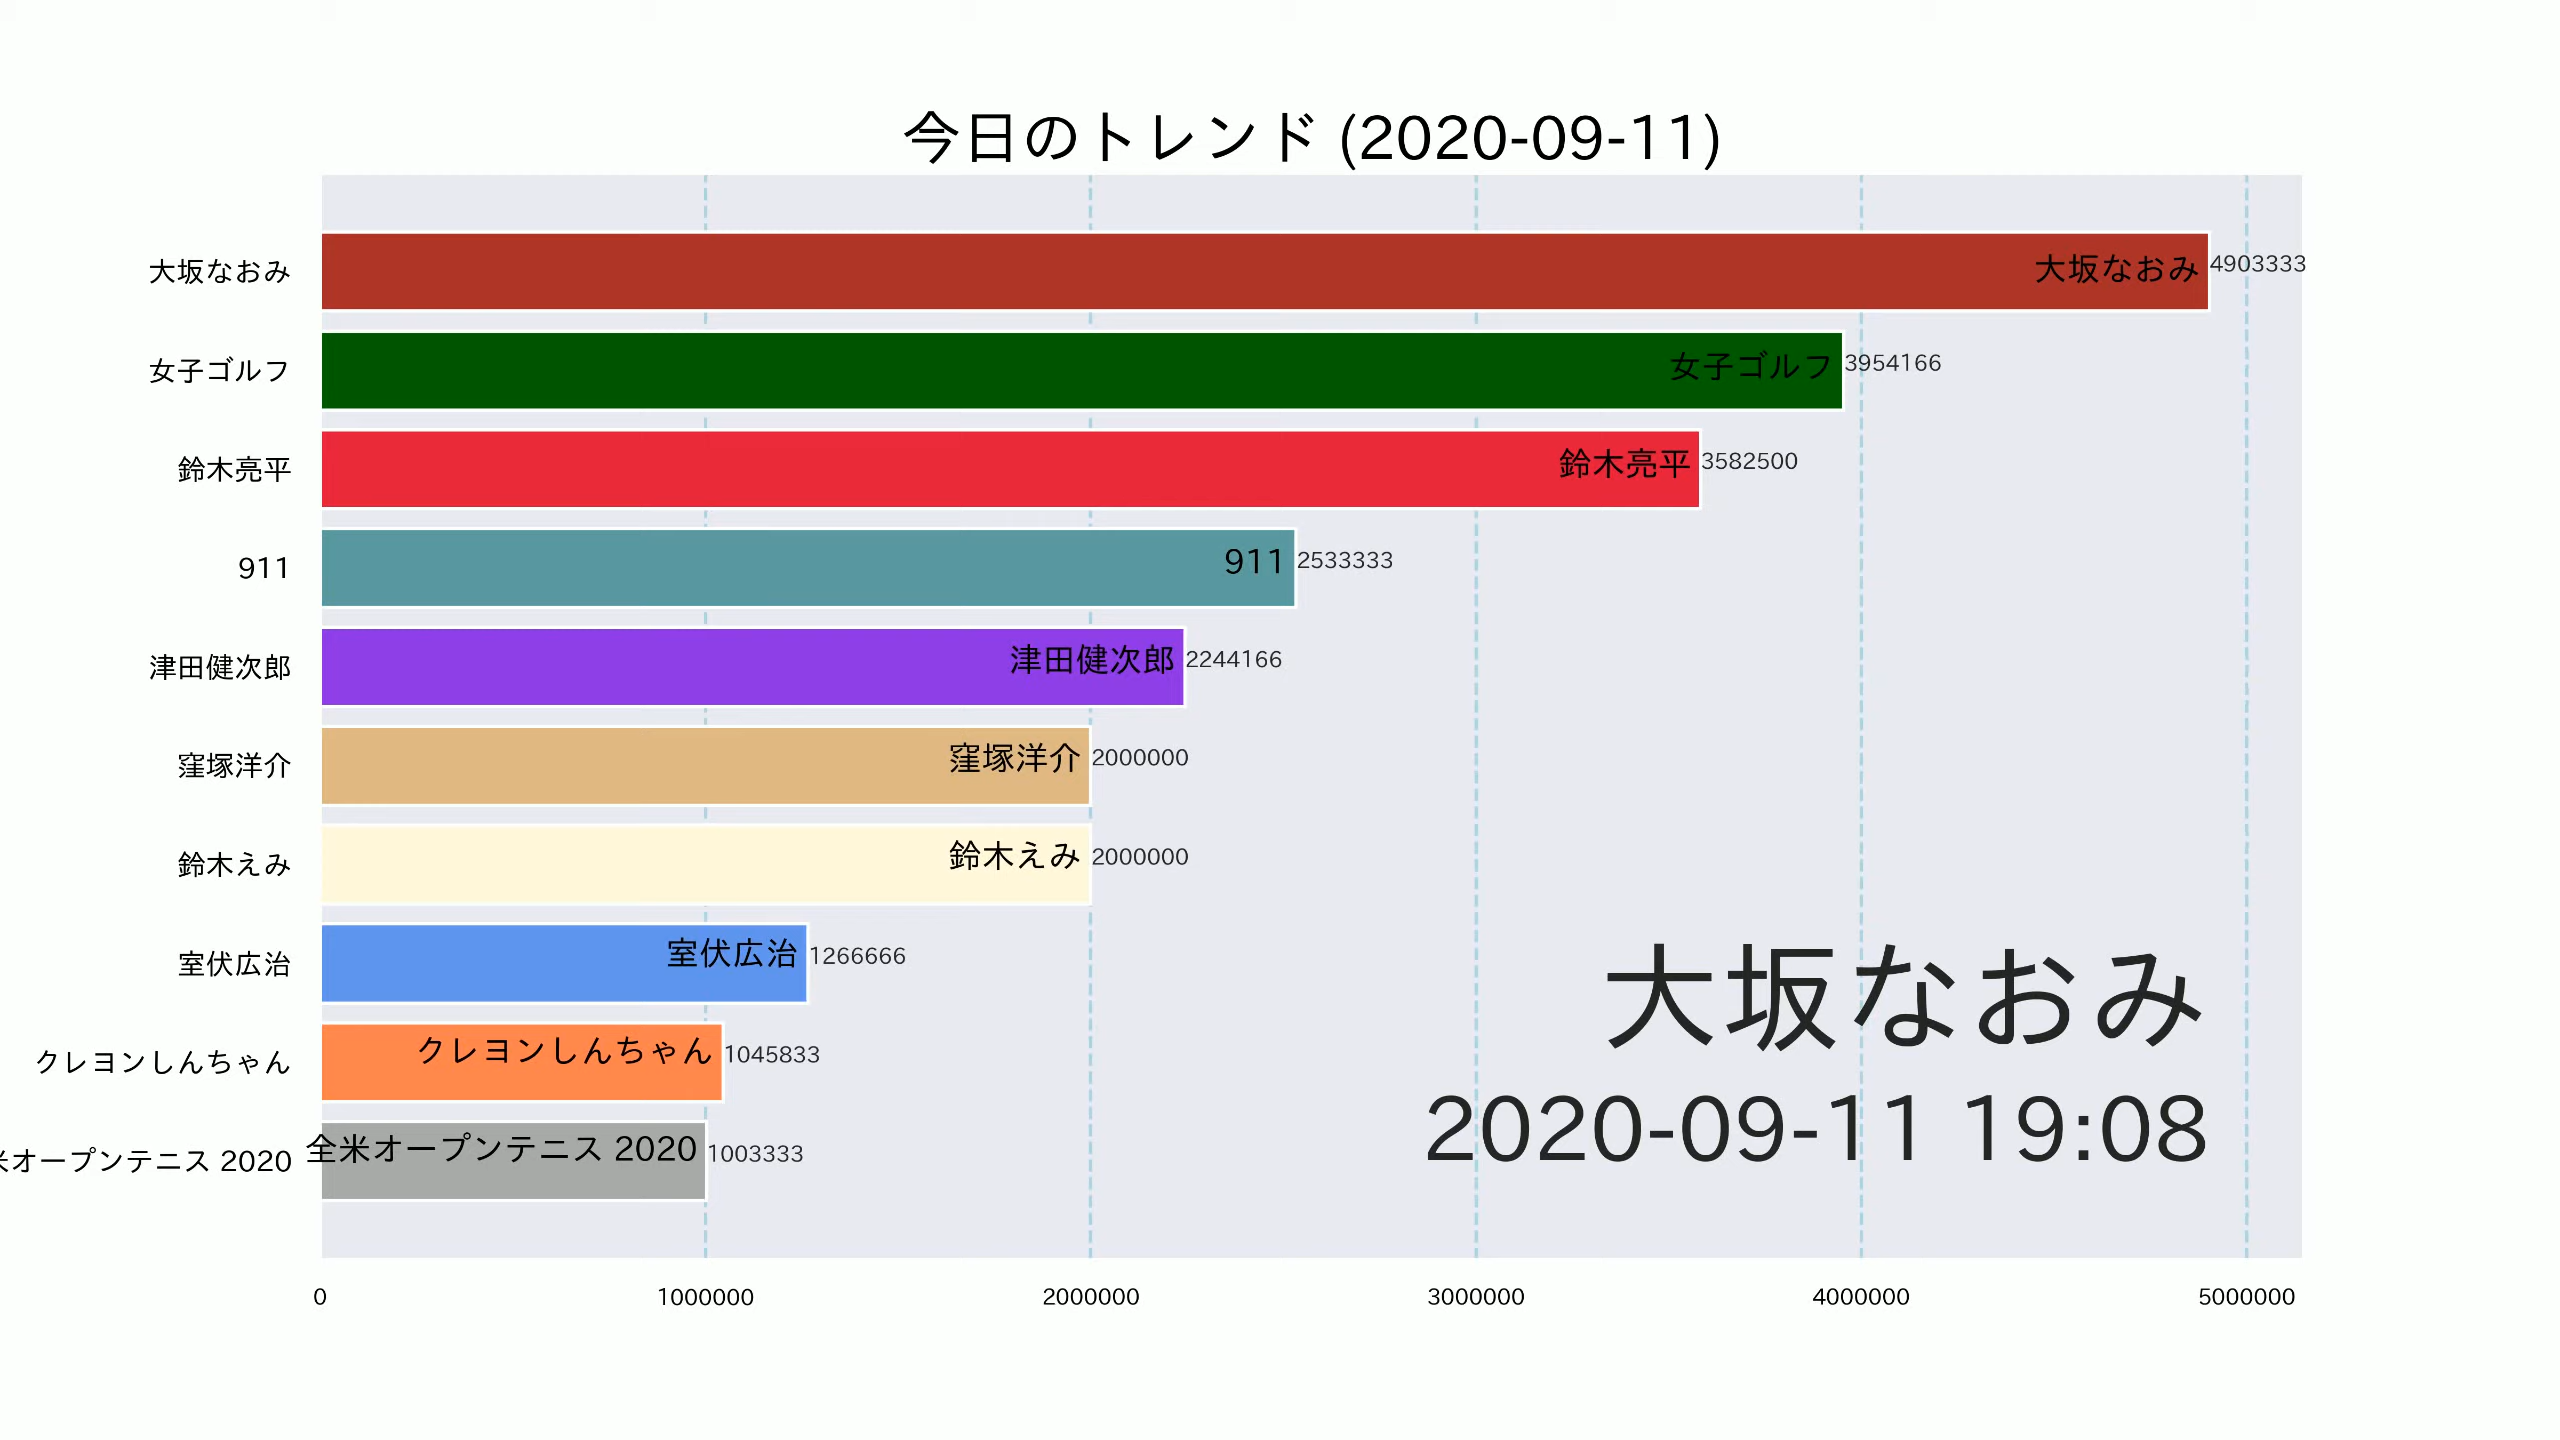 今日のトレンド (2020-09-11)
大坂なおみ 大坂なおみ 4903333
女子ゴルフ 女子ゴルフ 3954166
鈴木亮平 鈴木亮平 3582500
911 911 2533333
津田健次郎 津田健次郎 2244166
窪塚洋介 窪塚洋介 2000000
鈴木えみ 鈴木えみ 2000000
室伏広治 室伏広治 1266666
クレヨンしんちゃん クレヨンしんちゃん 1045833
米オープンテニス 2020 全米オープンテニス 2020 1003333
大坂なおみ
2020-09-11 19:08
0 1000000 2000000 3000000 4000000 5000000